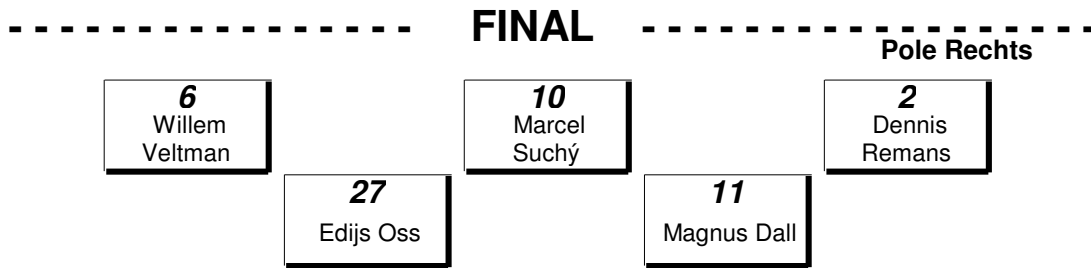 FINAL
Pole Rechts
6
Willem
Veltman
10
Marcel
Suchý
2
Dennis
Remans
27
Edijs Oss
11
Magnus Dall